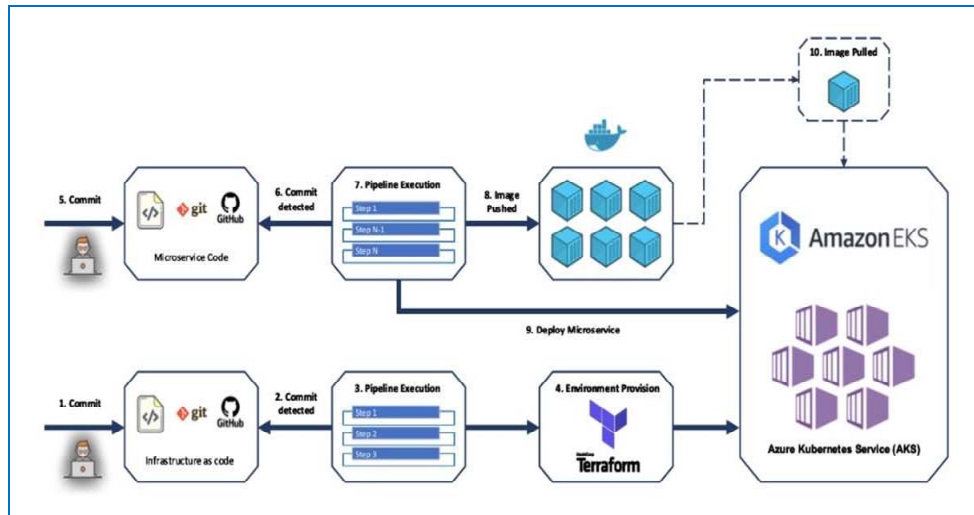 10. Image Pulled
5. Commit
git
GitHub
Microservice Code
6. Commit
detected
7. Pipeline Execution
Step 1
Step N-1
Step N
8. Image
Pushed
Amazon EKS
9. Deploy Microservice
1. Commit
git
GitHub
Infrastructure as code
2. Commit
detected
3. Pipeline Execution
Step 1
Step 2
Step 3
4. Environment Provision
HashiCorp
Terraform
Azure Kubernetes Service (AKS)